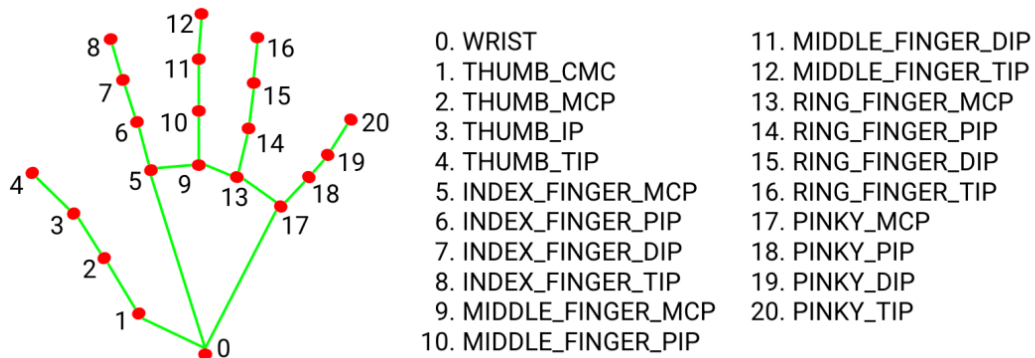 12
8
16
11
7
15
10
20
6
14
19
5
9
4
13
18
3
17
2
1
0
0. WRIST
1. THUMB_CMC
2. THUMB_MCP
3. THUMB_IP
4. THUMB_TIP
5. INDEX_FINGER_MCP
6. INDEX_FINGER_PIP
7. INDEX_FINGER_DIP
8. INDEX_FINGER_TIP
9. MIDDLE_FINGER_MCP
10. MIDDLE_FINGER_PIP
11. MIDDLE_FINGER_DIP
12. MIDDLE_FINGER_TIP
13. RING_FINGER_MCP
14. RING_FINGER_PIP
15. RING_FINGER_DIP
16. RING_FINGER_TIP
17. PINKY_MCP
18. PINKY_PIP
19. PINKY_DIP
20. PINKY_TIP